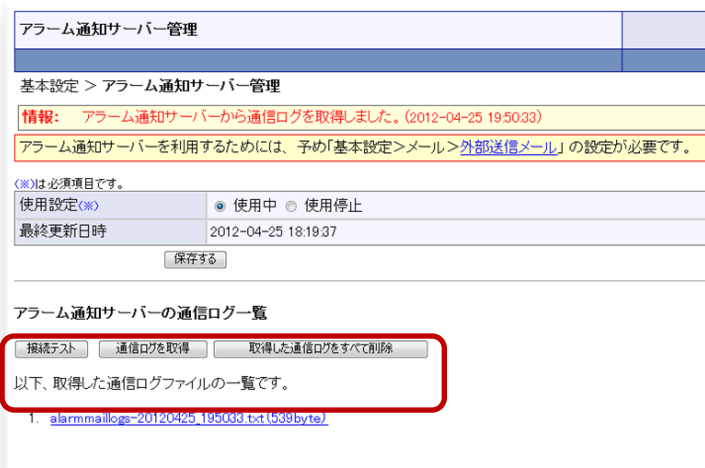 アラーム通知サーバー管理
基本設定 > アラーム通知サーバー管理
情報: アラーム通知サーバーから通信ログを取得しました。(2012-04-25 19:50:33)
アラーム通知サーバーを利用するためには、予め「基本設定>メール>外部送信メール」の設定が必要です。
(※)は必須項目です。
使用設定(※) 使用中 使用停止
最終更新日時 2012-04-25 18:19:37
保存する
アラーム通知サーバーの通信ログ一覧
接続テスト 通信ログを取得 取得した通信ログをすべて削除
以下、取得した通信ログファイルの一覧です。
1. alarmmaillogs-20120425_195033.txt(539byte)